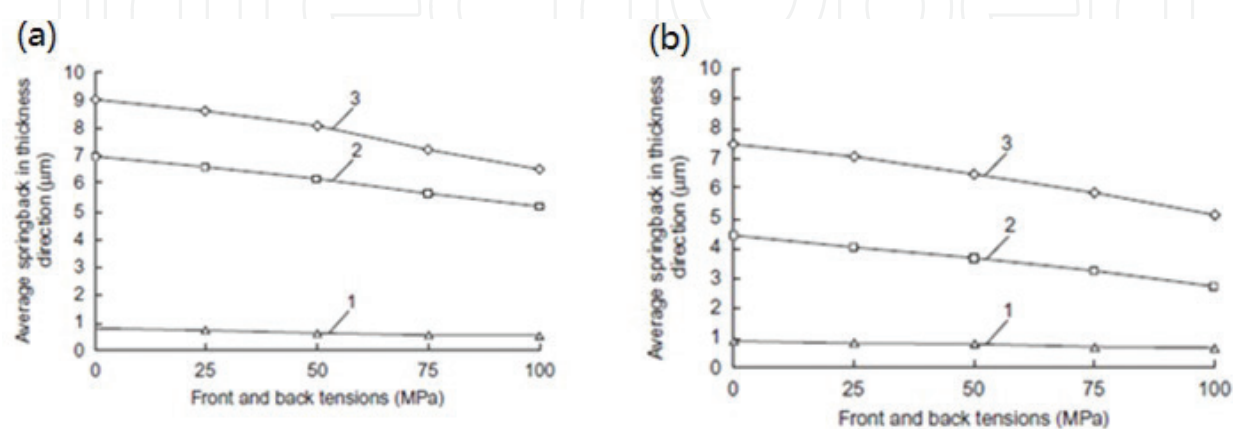 (a)
Average springback in thickness
direction (μm)
10
9
8
7
6
5
4
3
2
1
0
3
2
1
0 25 50 75 100
Front and back tensions (MPa)
(b)
Average springback in thickness
direction (μm)
10
9
8
7
6
5
4
3
2
1
0
3
2
1
0 25 50 75 100
Front and back tensions (MPa)